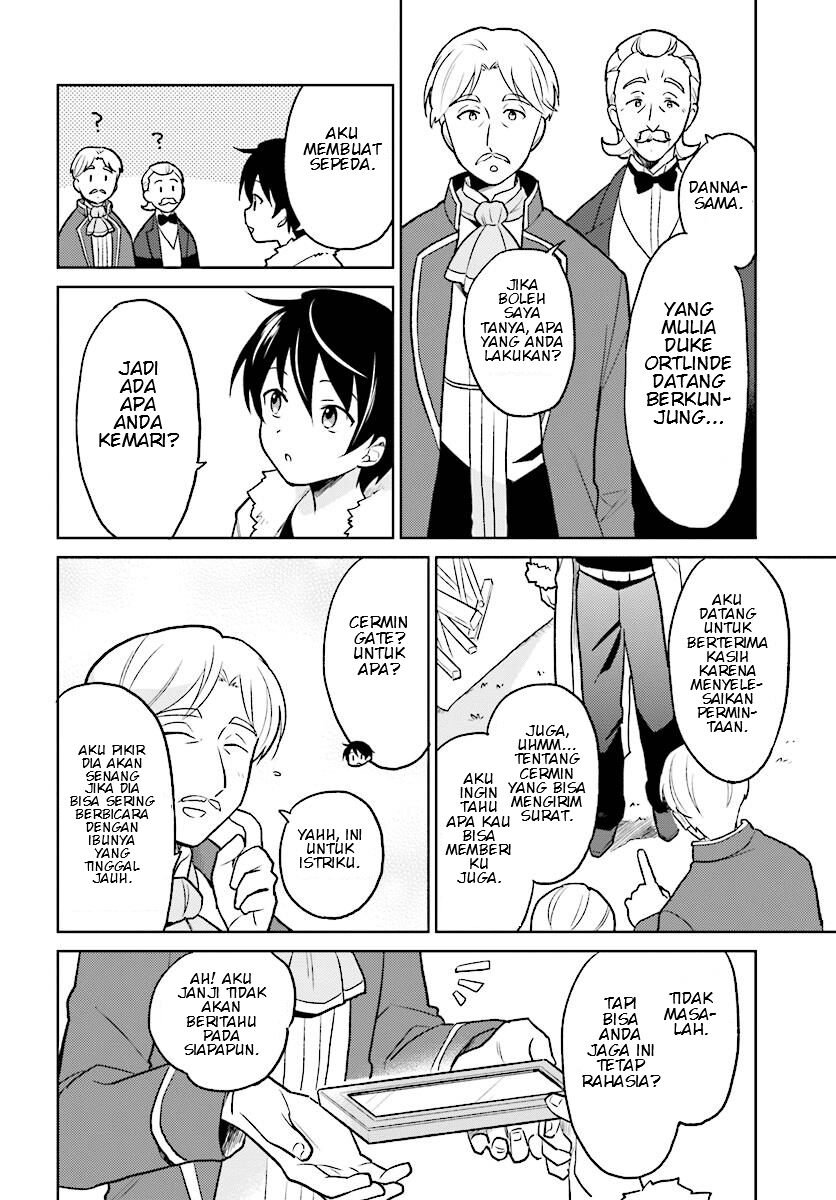 DANNA-
SAMA.
YANG
MULIA
DUKE
ORTLINDE
DATANG
BERKUN-
JUNG...
JIKA
BOLEH
SAYA
TANYA, APA
YANG ANDA
LAKUKAN?
AKU
MEMBUAT
SEPEDA.
?
?
JADI
ADA
APA
ANDA
KEMARI?
AKU
DATANG
UNTUK
BERTERIMA
KASIH
KARENA
MENYELE-
SAIKAN
PERMIN-
TAAN.
JUGA,
UHMM...
TENTANG
CERMIN
YANG BISA
MENGIRIM
SURAT.
AKU
INGIN
TAHU
APA KAU
BISA
MEMBERI
KU
JUGA.
CERMIN
GATE?
UNTUK
APA?
YAHH, INI
UNTUK
ISTRIKU.
AKU PIKIR
DIA AKAN
SENANG
JIKA DIA
BISA SERING
BERBICARA
DENGAN
IBUNYA
YANG
TINGGAL
JAUH.
TIDAK
MASA-
LAH.
TAPI
BISA
ANDA
JAGA INI
TETAP
RAHASIA?
AH! AKU
JANJI TIDAK
AKAN
BERITAHU
PADA
SIAPAPUN.